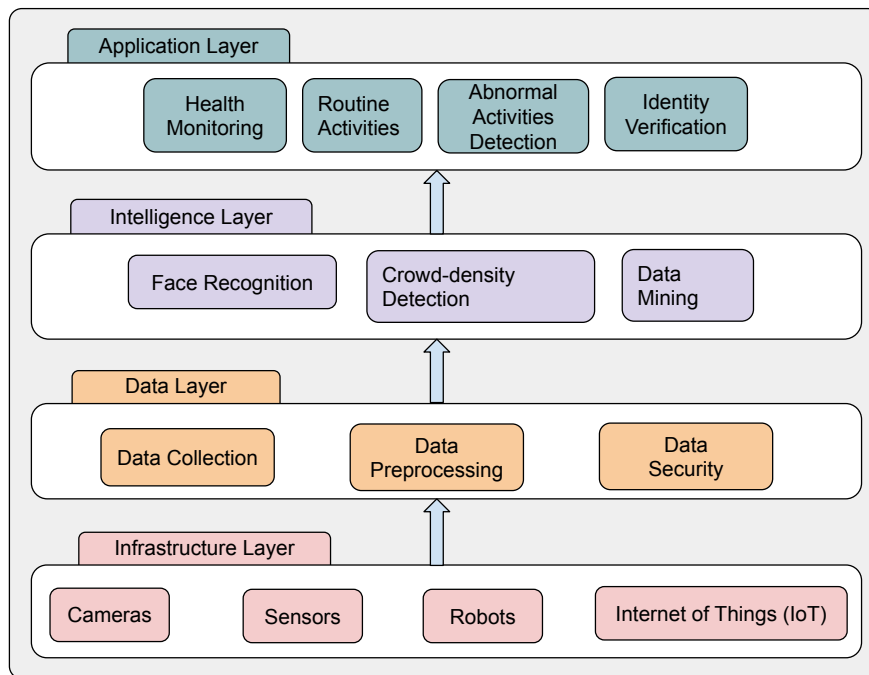 Application Layer
Health
Monitoring
Routine
Activities
Abnormal
Activities
Detection
Identity
Verification
Intelligence Layer
Face Recognition
Crowd-density
Detection
Data
Mining
Data Layer
Data Collection
Data
Preprocessing
Data
Security
Infrastructure Layer
Cameras
Sensors
Robots
Internet of Things (IoT)